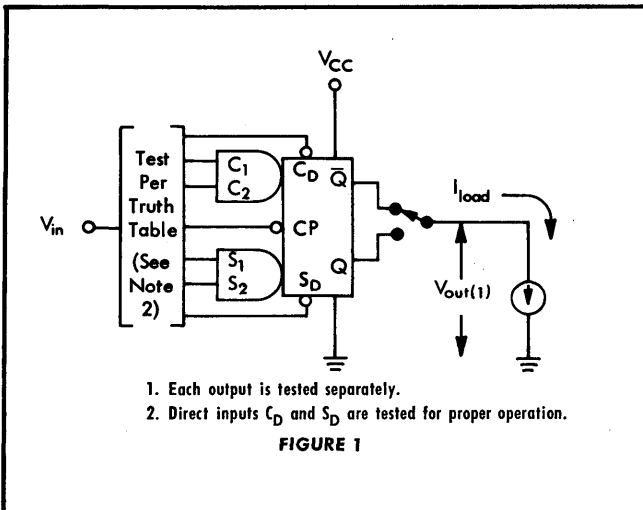 V_CC
Test
Per
Truth
Table
(See
Note
2)
V_in
C_1
C_2
C_D
Q̅
CP
S_1
S_2
S_D
Q
I_load
V_out(1)
1. Each output is tested separately.
2. Direct inputs C_D and S_D are tested for proper operation.
FIGURE 1